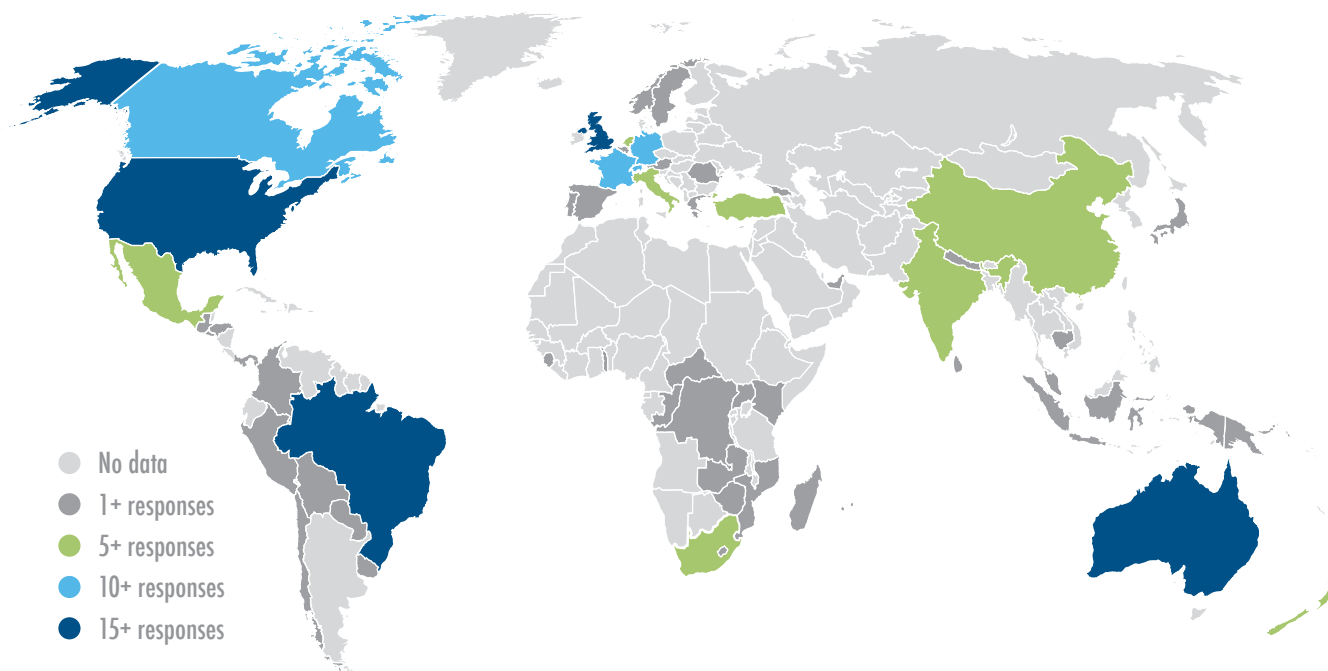 No data
1+ responses
5+ responses
10+ responses
15+ responses